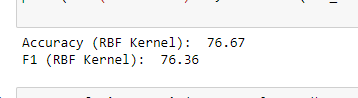 Accuracy (RBF Kernel):  76.67
F1 (RBF Kernel):  76.36